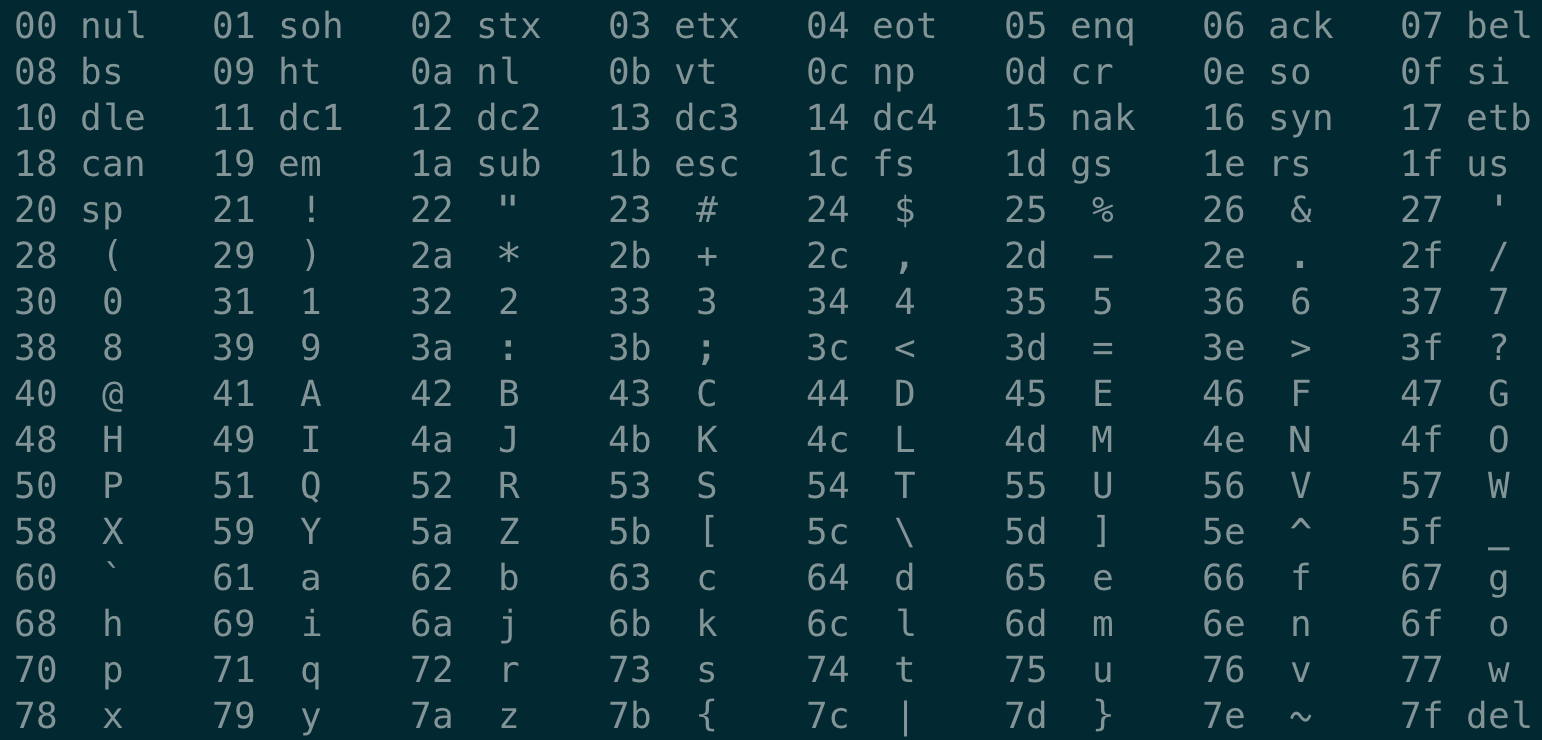 00 nul   01 soh   02 stx   03 etx   04 eot   05 enq   06 ack   07 bel
08 bs    09 ht    0a nl    0b vt    0c np    0d cr    0e so    0f si
10 dle   11 dc1   12 dc2   13 dc3   14 dc4   15 nak   16 syn   17 etb
18 can   19 em    1a sub   1b esc   1c fs    1d gs    1e rs    1f us
20 sp    21  !    22  "    23  #    24  $    25  %    26  &    27  '
28  (    29  )    2a  *    2b  +    2c  ,    2d  -    2e  .    2f  /
30  0    31  1    32  2    33  3    34  4    35  5    36  6    37  7
38  8    39  9    3a  :    3b  ;    3c  <    3d  =    3e  >    3f  ?
40  @    41  A    42  B    43  C    44  D    45  E    46  F    47  G
48  H    49  I    4a  J    4b  K    4c  L    4d  M    4e  N    4f  O
50  P    51  Q    52  R    53  S    54  T    55  U    56  V    57  W
58  X    59  Y    5a  Z    5b  [    5c  \    5d  ]    5e  ^    5f  _
60  `    61  a    62  b    63  c    64  d    65  e    66  f    67  g
68  h    69  i    6a  j    6b  k    6c  l    6d  m    6e  n    6f  o
70  p    71  q    72  r    73  s    74  t    75  u    76  v    77  w
78  x    79  y    7a  z    7b  {    7c  |    7d  }    7e  ~    7f del